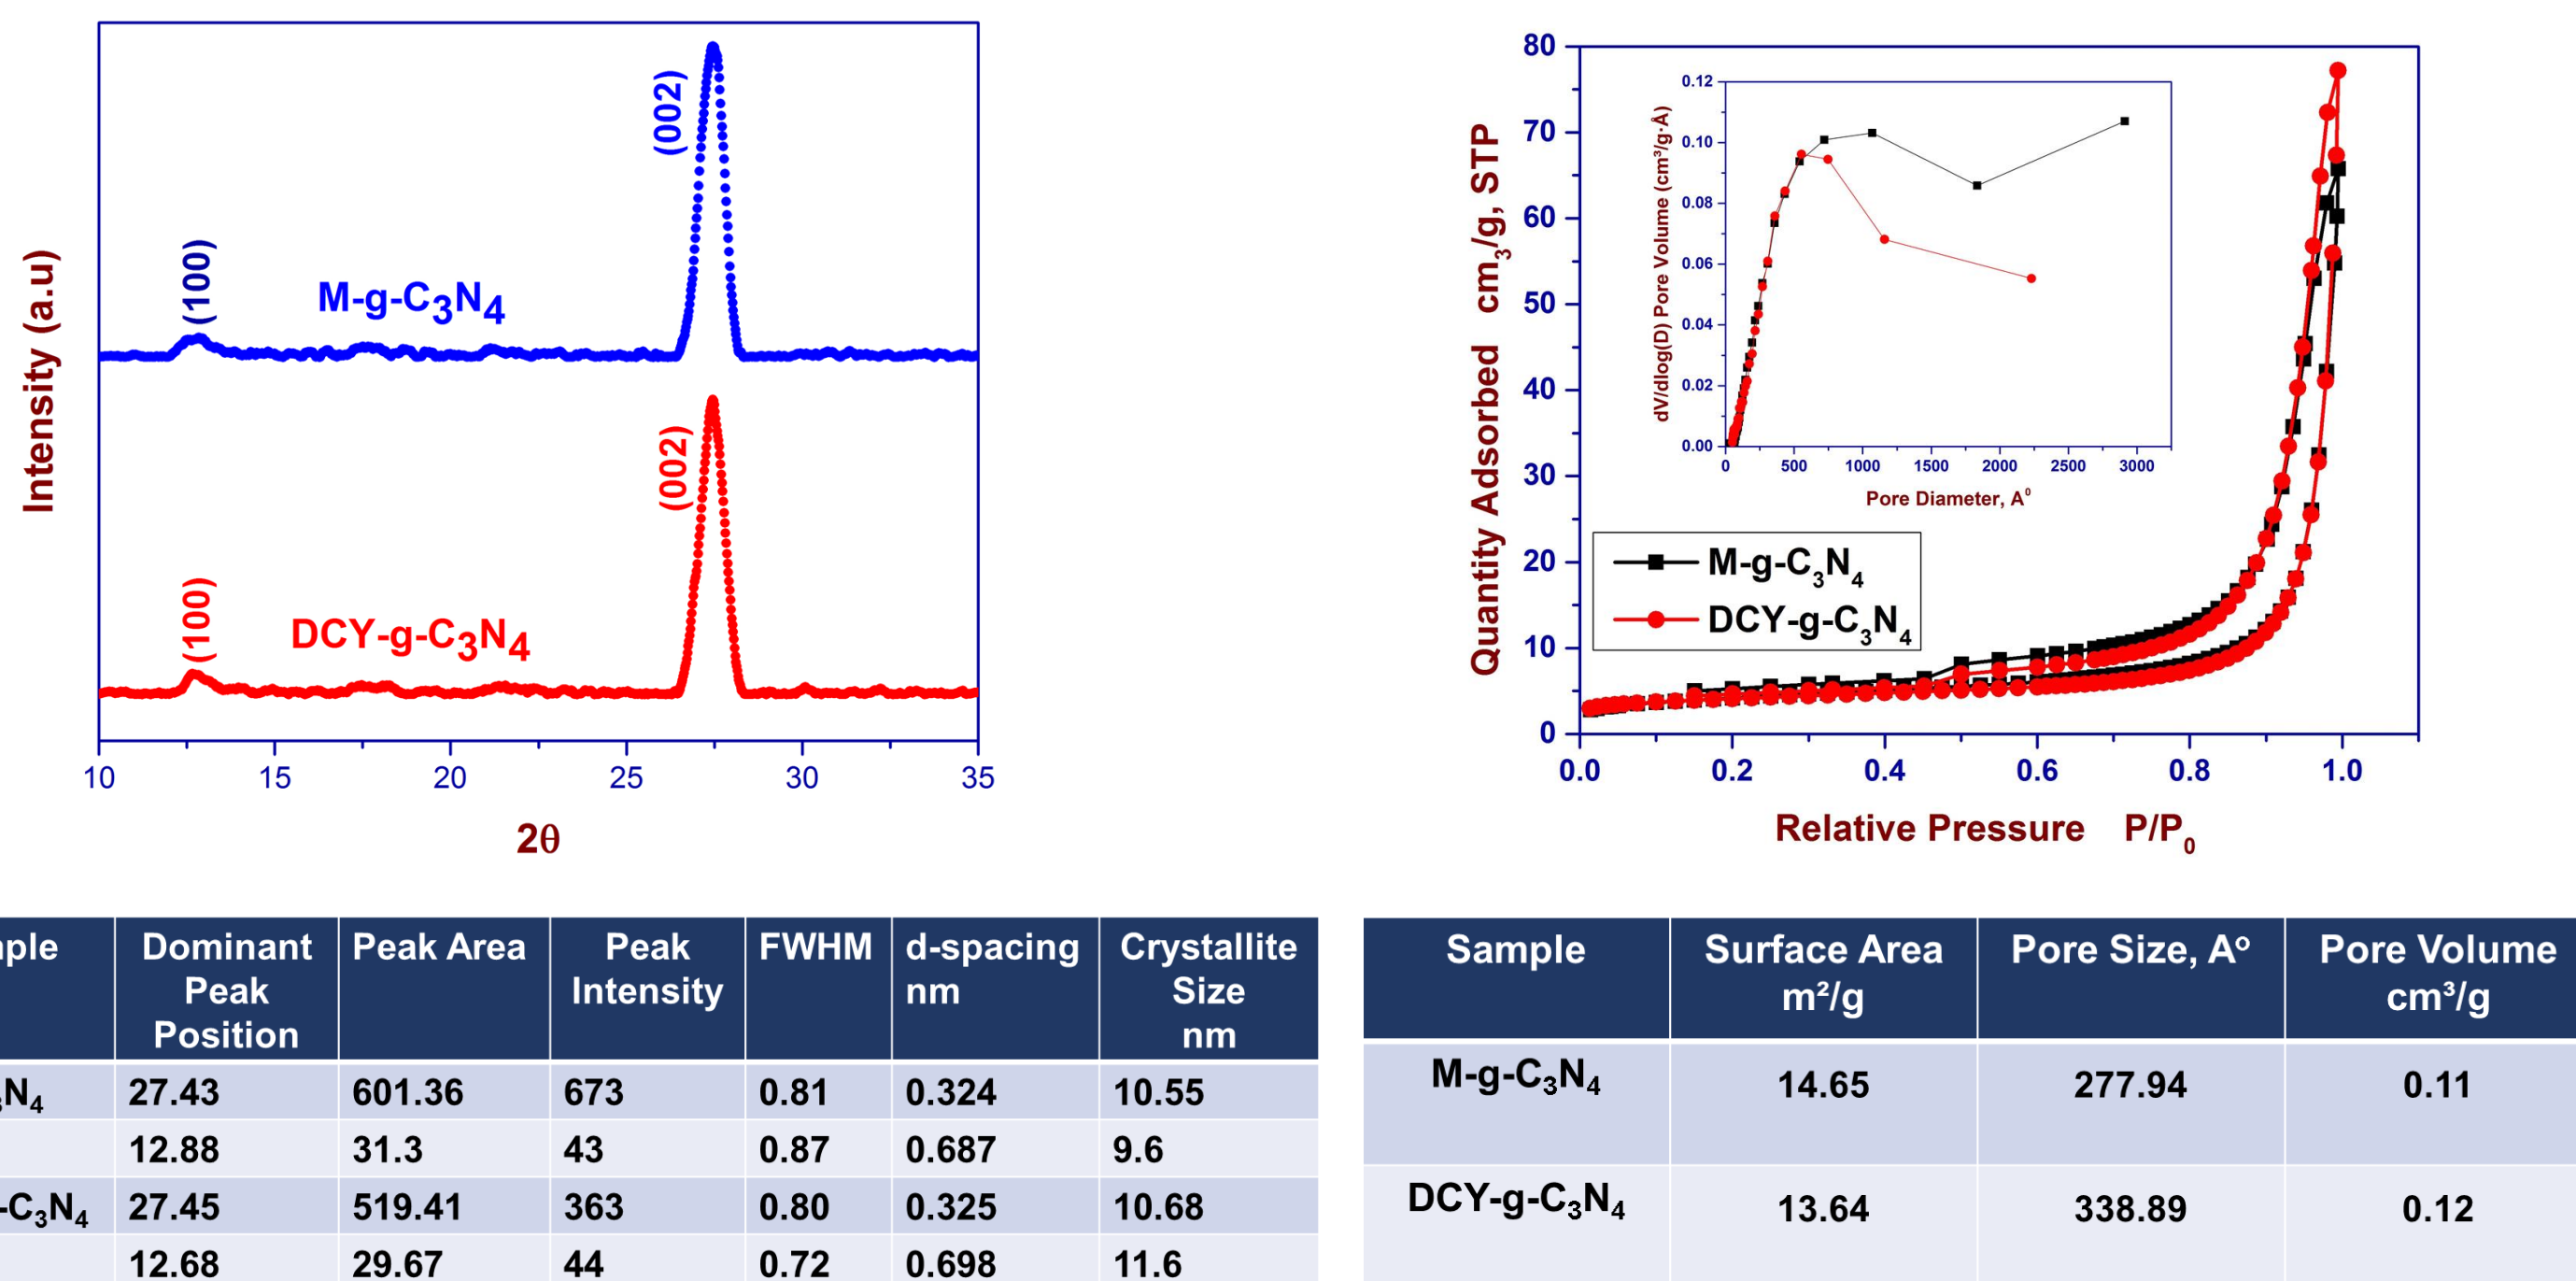 Intensity (a.u)
(100)
(002)
M-g-C₃N₄
(100)
(002)
DCY-g-C₃N₄
10 15 20 25 30 35
2θ
Quantity Adsorbed cm₃/g, STP
80
70
60
50
40
30
20
10
0
dV/dlog(D) Pore Volume (cm³/g·Å)
0.12
0.10
0.08
0.06
0.04
0.02
0.00
0 500 1000 1500 2000 2500 3000
Pore Diameter, A⁰
M-g-C₃N₄
DCY-g-C₃N₄
0.0 0.2 0.4 0.6 0.8 1.0
Relative Pressure P/P₀
Dominant Peak Position Peak Area Peak Intensity FWHM d-spacing nm Crystallite Size nm
N₄ 27.43 601.36 673 0.81 0.324 10.55
12.88 31.3 43 0.87 0.687 9.6
-C₃N₄ 27.45 519.41 363 0.80 0.325 10.68
12.68 29.67 44 0.72 0.698 11.6
Sample Surface Area m²/g Pore Size, Aº Pore Volume cm³/g
M-g-C₃N₄ 14.65 277.94 0.11
DCY-g-C₃N₄ 13.64 338.89 0.12